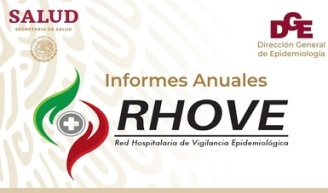 SALUD
SECRETARÍA DE SALUD
DGE
Dirección General
de Epidemiología
Informes Anuales
RHOVE
Red Hospitalaria de Vigilancia Epidemiológica